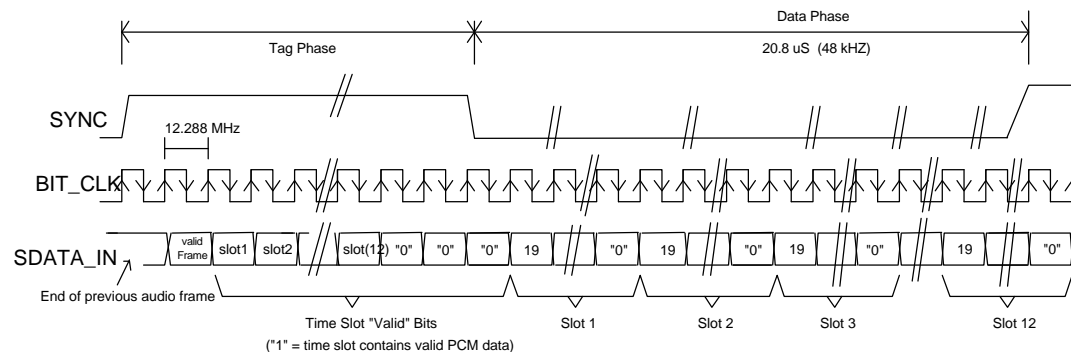 Data Phase
Tag Phase
20.8 uS (48 kHZ)
SYNC
12.288 MHz
BIT_CLK
SDATA_IN
valid Frame
slot1
slot2
slot(12)
"0"
"0"
"0"
19
"0"
19
"0"
19
"0"
19
"0"
End of previous audio frame
Time Slot "Valid" Bits
Slot 1
Slot 2
Slot 3
Slot 12
("1" = time slot contains valid PCM data)